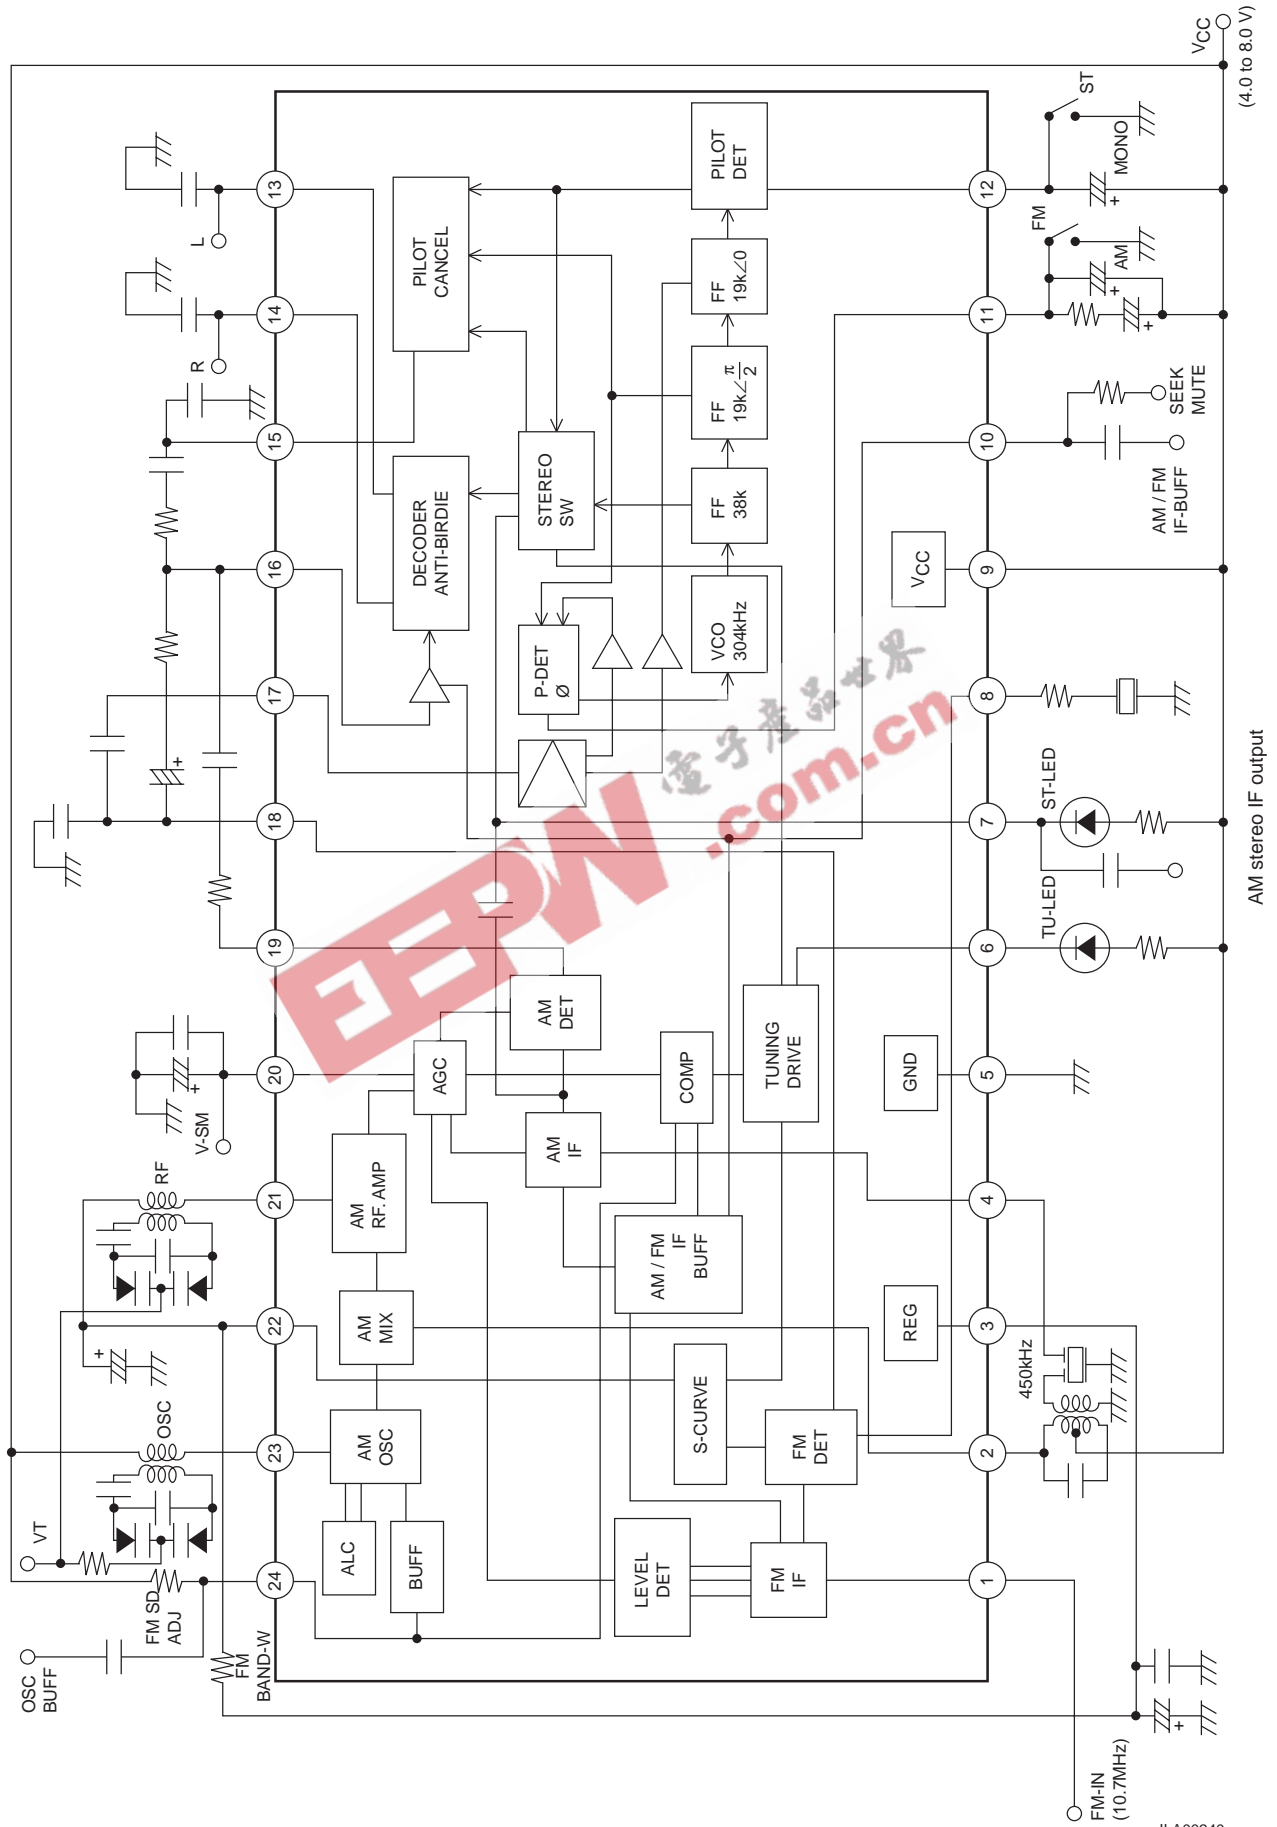 OSC
BUFF
VT
FM SD
ADJ
FM
BAND-W
OSC
RF
V-SM
R
L
24
23
22
21
20
19
18
17
16
15
14
13
ALC
BUFF
AM
OSC
AM
MIX
AM
RF. AMP
AGC
AM
DET
AM
IF
DECODER
ANTI-BIRDIE
PILOT
CANCEL
STEREO
SW
P-DET
Ø
LEVEL
DET
FM
IF
S-CURVE
FM
DET
AM / FM
IF
BUFF
COMP
TUNING
DRIVE
VCO
304kHz
FF
38k
FF
19k∠π/2
FF
19k∠0
PILOT
DET
REG
GND
VCC
1
2
3
4
5
6
7
8
9
10
11
12
FM-IN
(10.7MHz)
450kHz
TU-LED
ST-LED
AM stereo IF output
AM / FM
IF-BUFF
SEEK
MUTE
FM
AM
MONO
ST
VCC
(4.0 to 8.0 V)
EEPW
.com.cn
電子産品世界